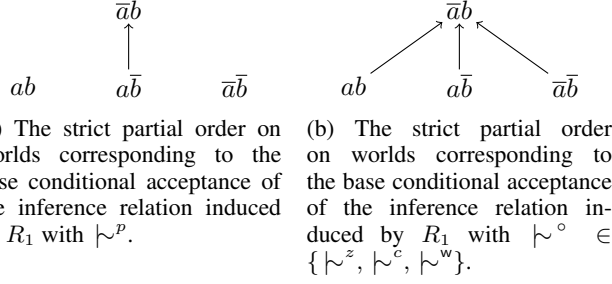 a̅b a̅b
ab ab̅ a̅b̅ ab ab̅ a̅b̅
) The strict partial order on
orlds corresponding to the
ase conditional acceptance of
e inference relation induced
R₁ with |∼ᵖ.
(b) The strict partial order
on worlds corresponding to
the base conditional acceptance
of the inference relation in-
duced by R₁ with |∼° ∈
{|∼ᶻ, |∼ᶜ, |∼ʷ}.